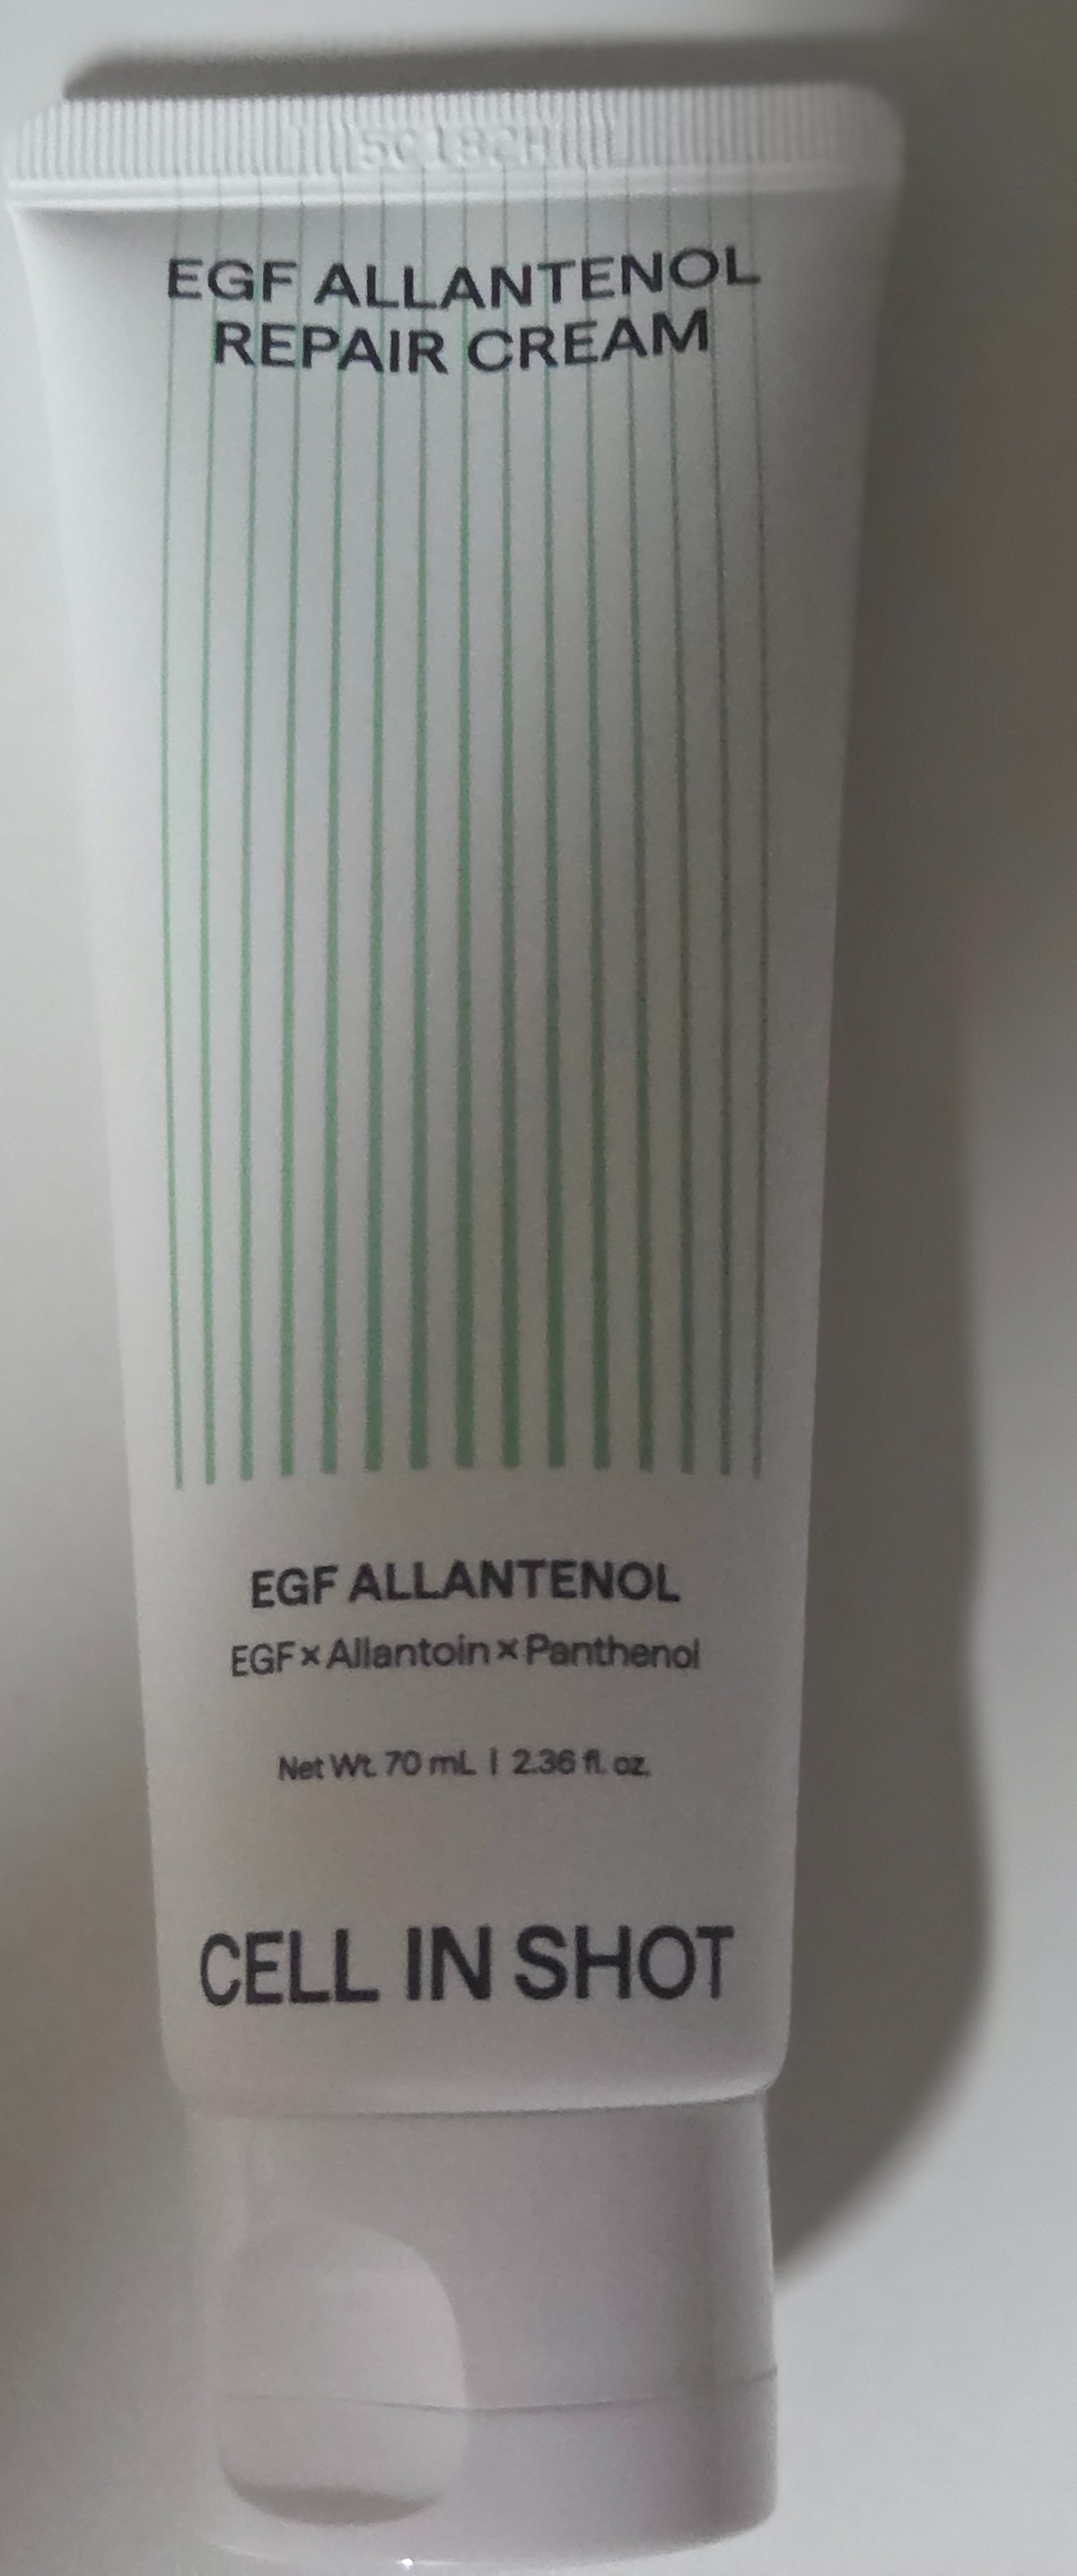 EGF ALLANTENOL
REPAIR CREAM
EGF ALLANTENOL
EGF×Allantoin×Panthenol
Net Wt. 70 mL | 2.36 fl. oz.
CELL IN SHOT